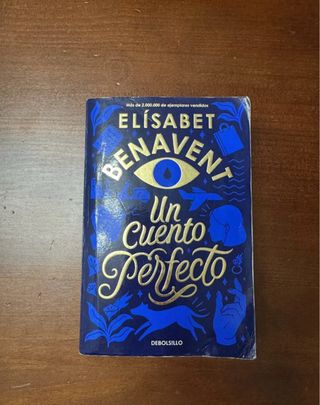 Más de 2.000.000 de ejemplares vendidos
ELÍSABET
BENAVENT
Un
Cuento
Perfecto
DEBOLSILLO